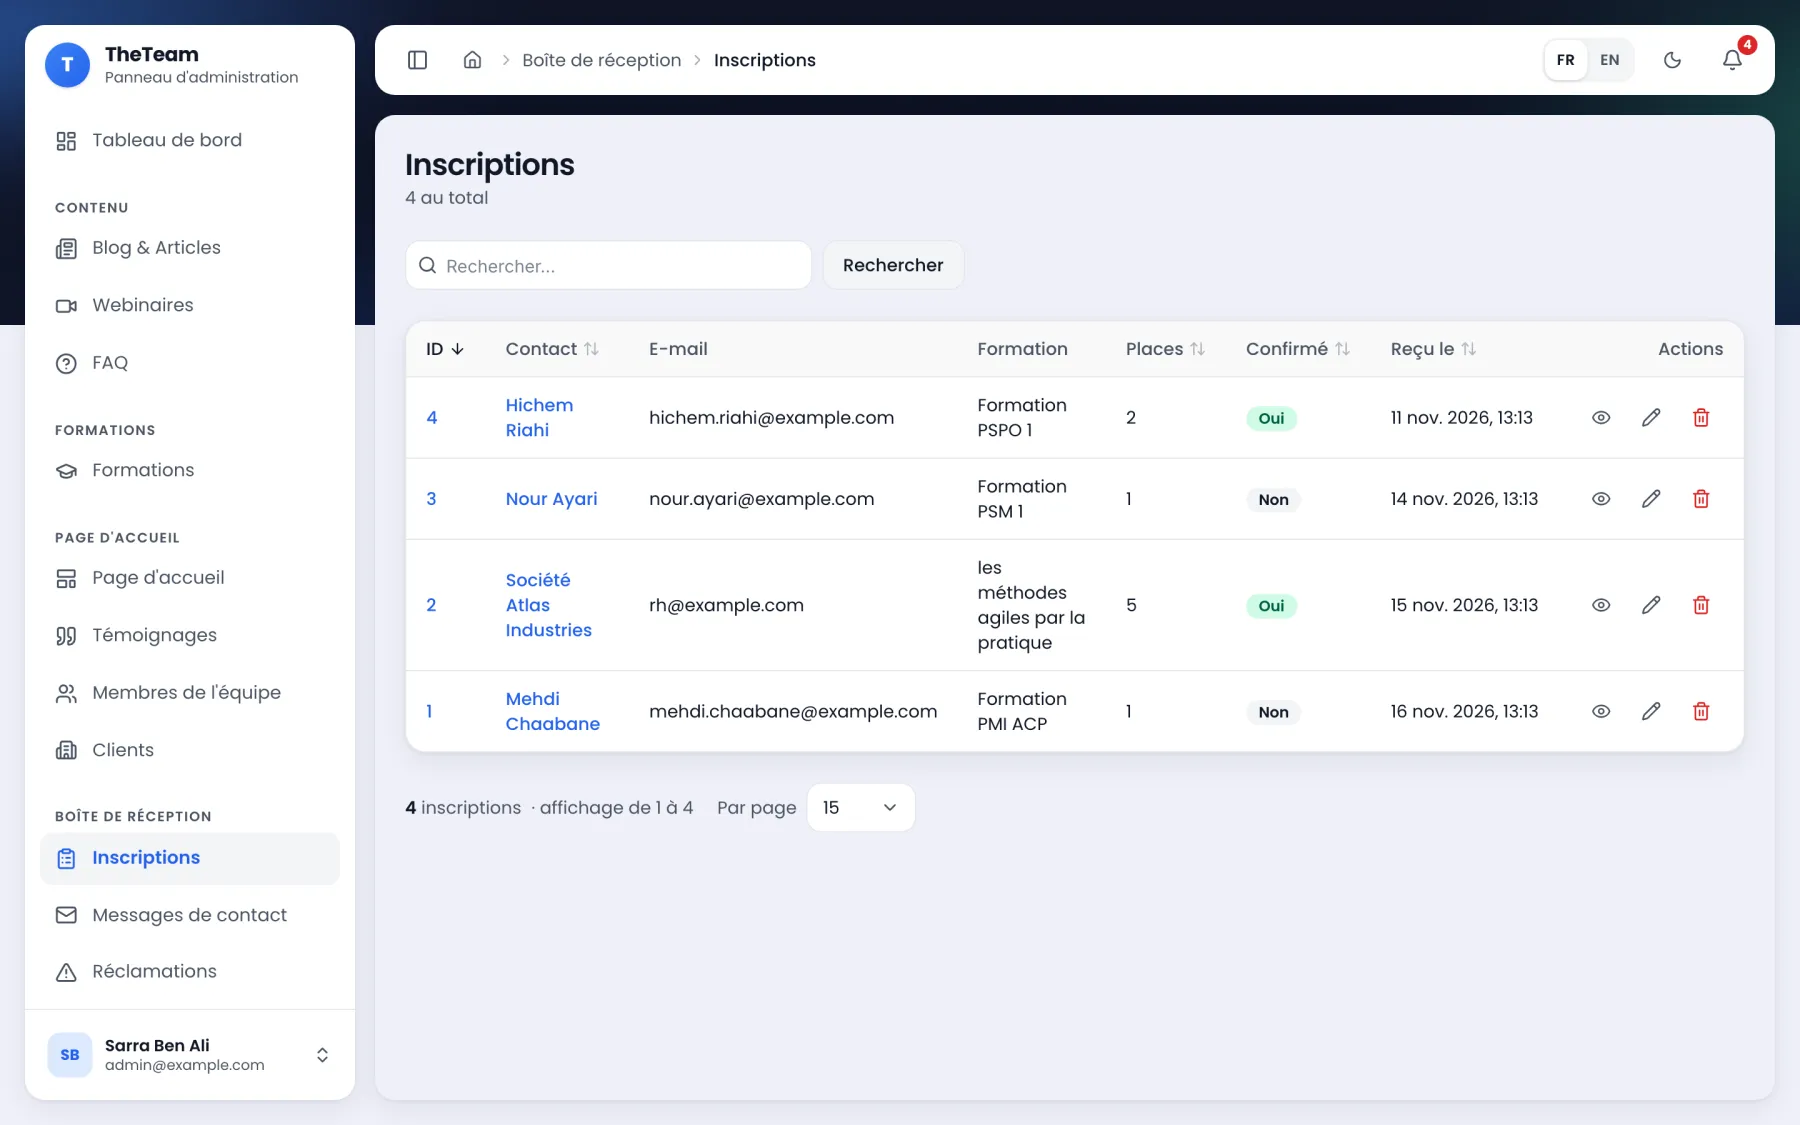 T
TheTeam
Panneau d'administration
Tableau de bord
CONTENU
Blog & Articles
Webinaires
FAQ
FORMATIONS
Formations
PAGE D'ACCUEIL
Page d'accueil
Témoignages
Membres de l'équipe
Clients
BOÎTE DE RÉCEPTION
Inscriptions
Messages de contact
Réclamations
SB
Sarra Ben Ali
admin@example.com
Boîte de réception
Inscriptions
FR EN
4
Inscriptions
4 au total
Rechercher...
Rechercher
ID Contact E-mail Formation Places Confirmé Reçu le Actions
4
Hichem
Riahi
hichem.riahi@example.com
Formation
PSPO 1
2
Oui
11 nov. 2026, 13:13
3
Nour Ayari
nour.ayari@example.com
Formation
PSM 1
1
Non
14 nov. 2026, 13:13
2
Société
Atlas
Industries
rh@example.com
les
méthodes
agiles par la
pratique
5
Oui
15 nov. 2026, 13:13
1
Mehdi
Chaabane
mehdi.chaabane@example.com
Formation
PMI ACP
1
Non
16 nov. 2026, 13:13
4 inscriptions · affichage de 1 à 4 Par page 15